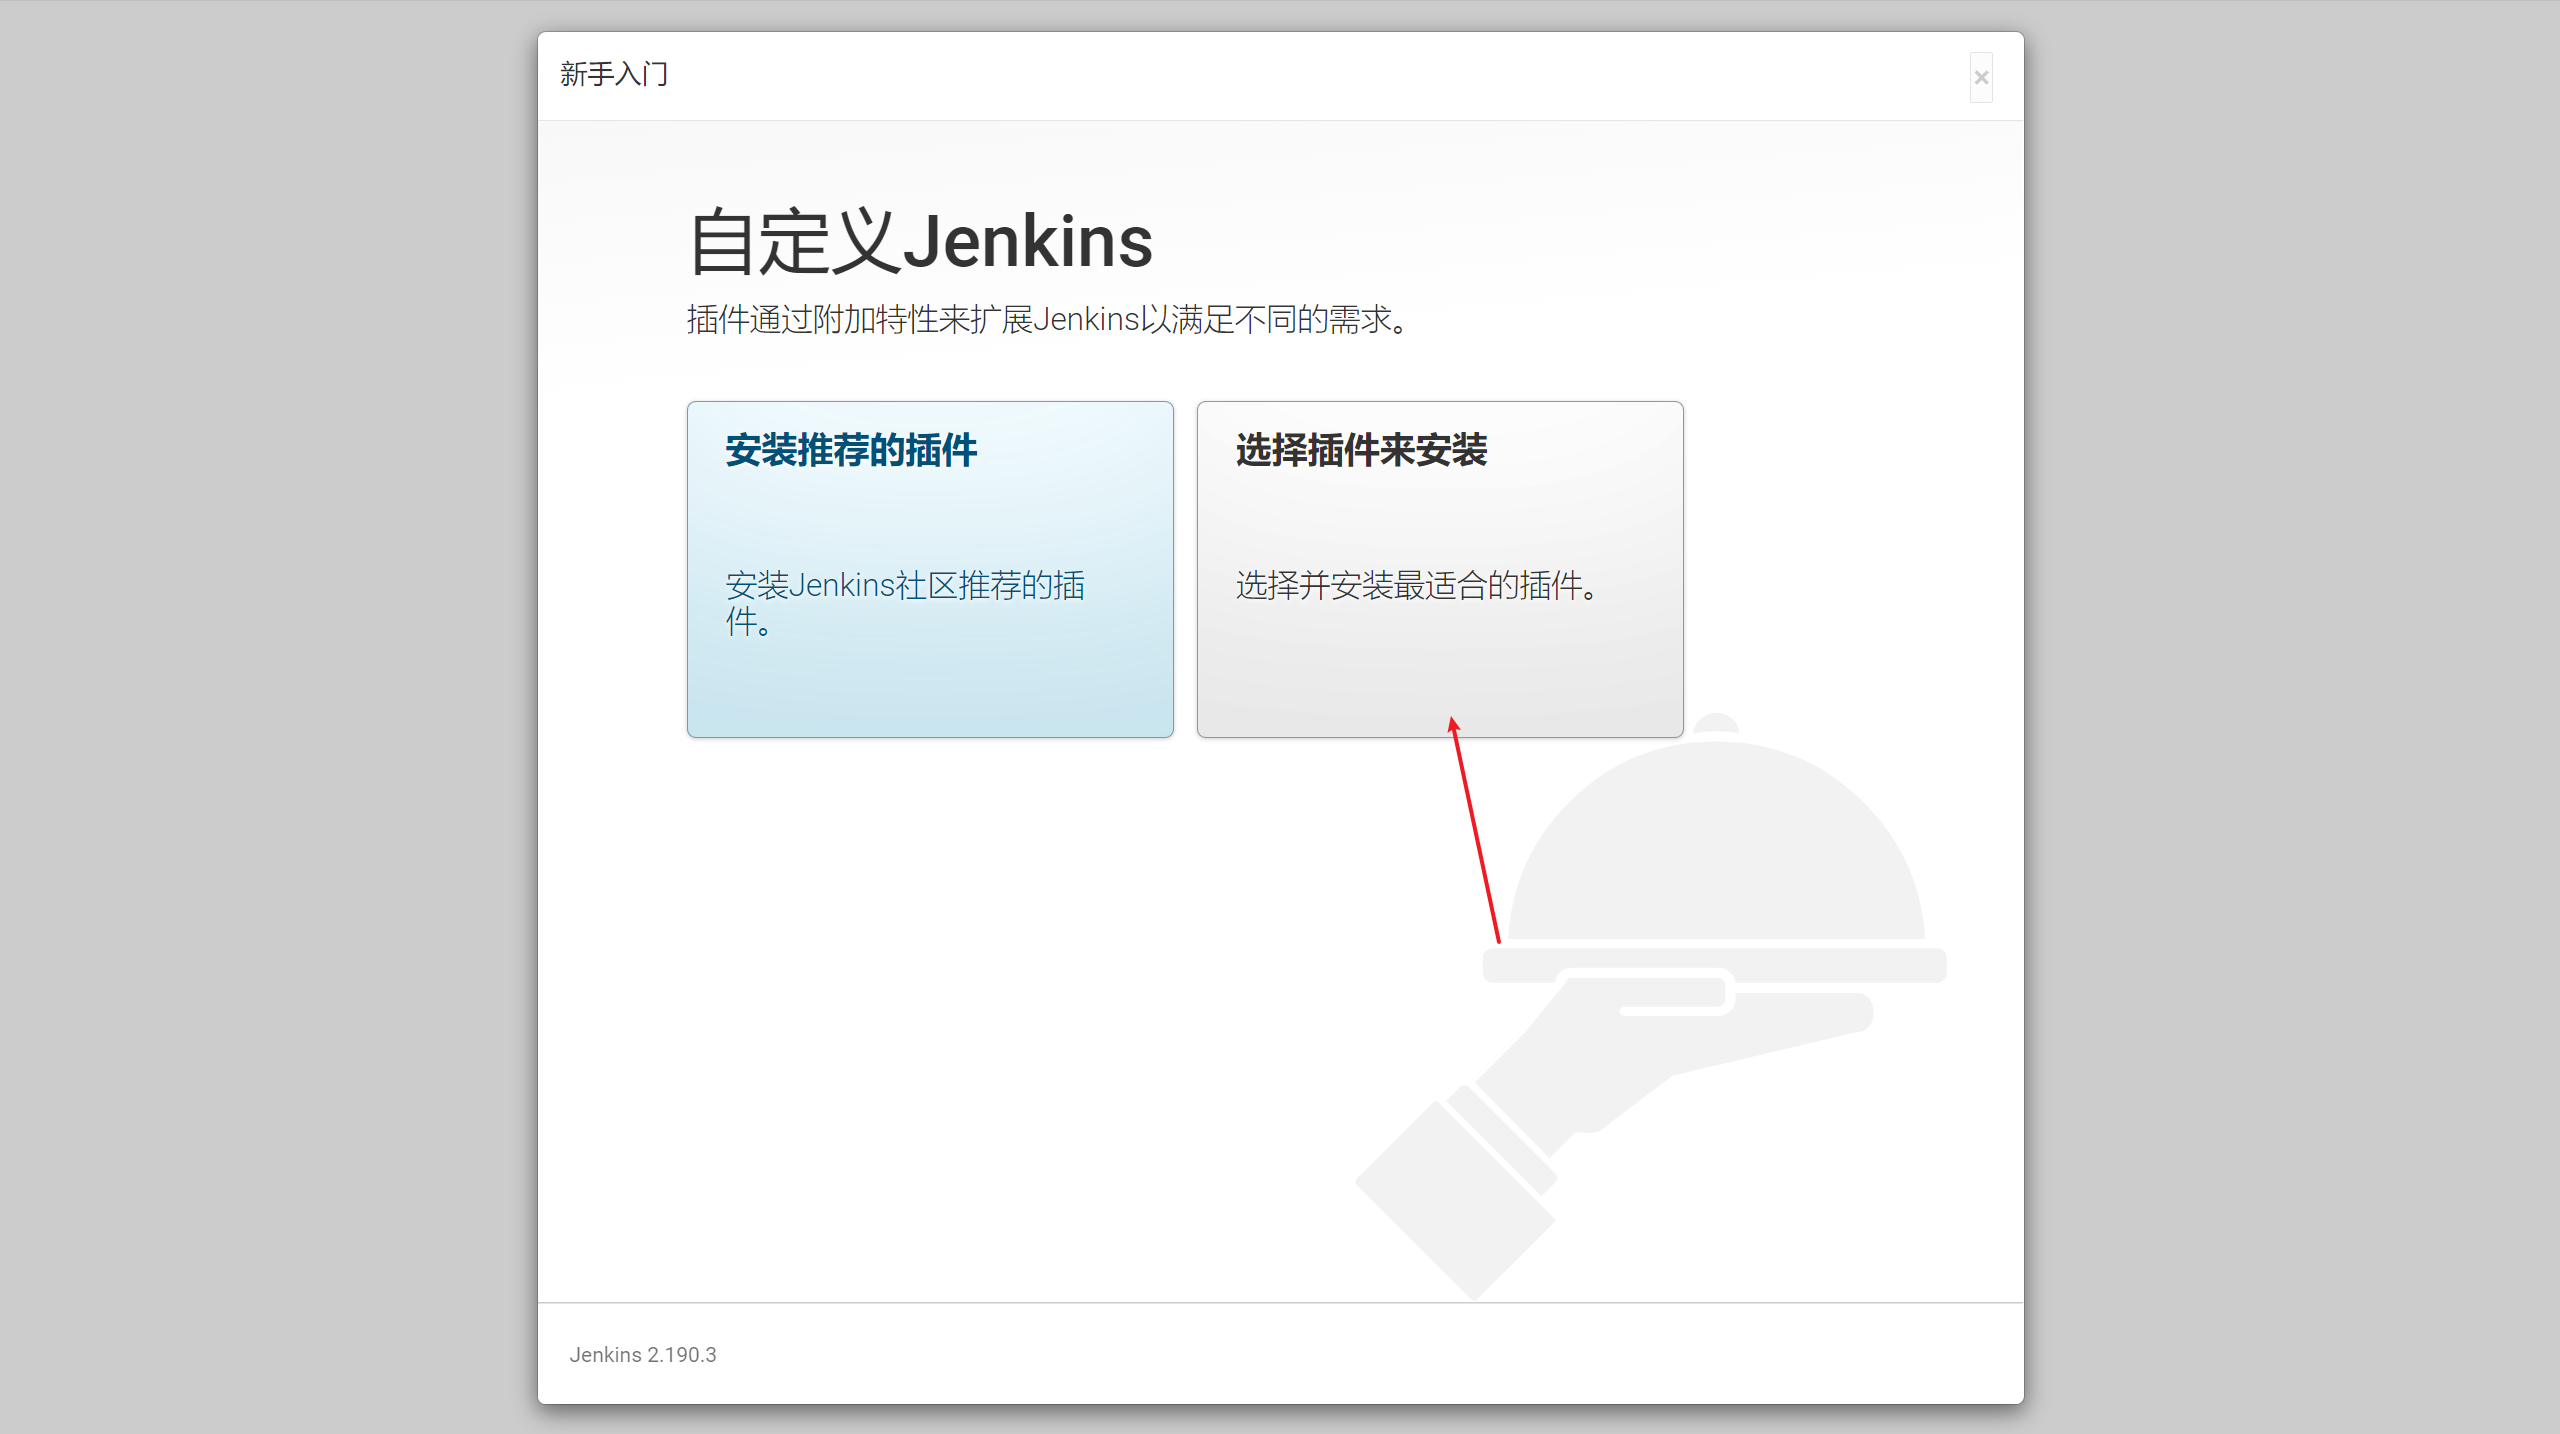 新手入门
×
自定义Jenkins
插件通过附加特性来扩展Jenkins以满足不同的需求。
安装推荐的插件
安装Jenkins社区推荐的插
件。
选择插件来安装
选择并安装最适合的插件。
Jenkins 2.190.3